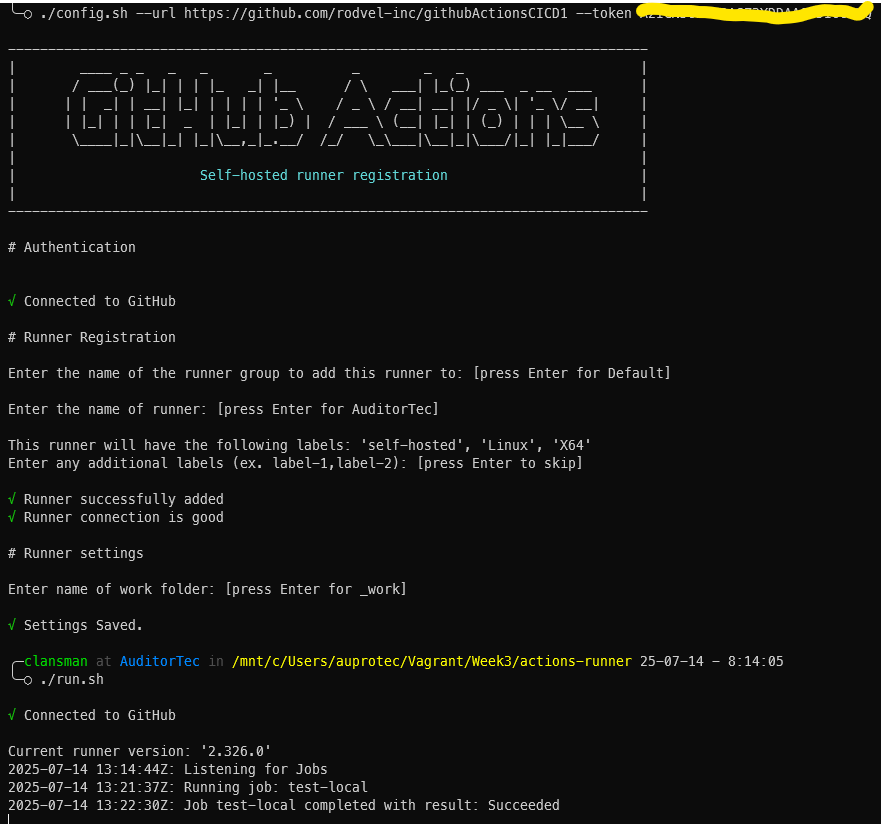 ./config.sh --url https://github.com/rodvel-inc/githubActionsCICD1 --token
GitHub Actions
Self-hosted runner registration
# Authentication
√ Connected to GitHub
# Runner Registration
Enter the name of the runner group to add this runner to: [press Enter for Default]
Enter the name of runner: [press Enter for AuditorTec]
This runner will have the following labels: 'self-hosted', 'Linux', 'X64'
Enter any additional labels (ex. label-1,label-2): [press Enter to skip]
√ Runner successfully added
√ Runner connection is good
# Runner settings
Enter name of work folder: [press Enter for _work]
√ Settings Saved.
clansman at AuditorTec in /mnt/c/Users/auprotec/Vagrant/Week3/actions-runner 25-07-14 - 8:14:05
./run.sh
√ Connected to GitHub
Current runner version: '2.326.0'
2025-07-14 13:14:44Z: Listening for Jobs
2025-07-14 13:21:37Z: Running job: test-local
2025-07-14 13:22:30Z: Job test-local completed with result: Succeeded